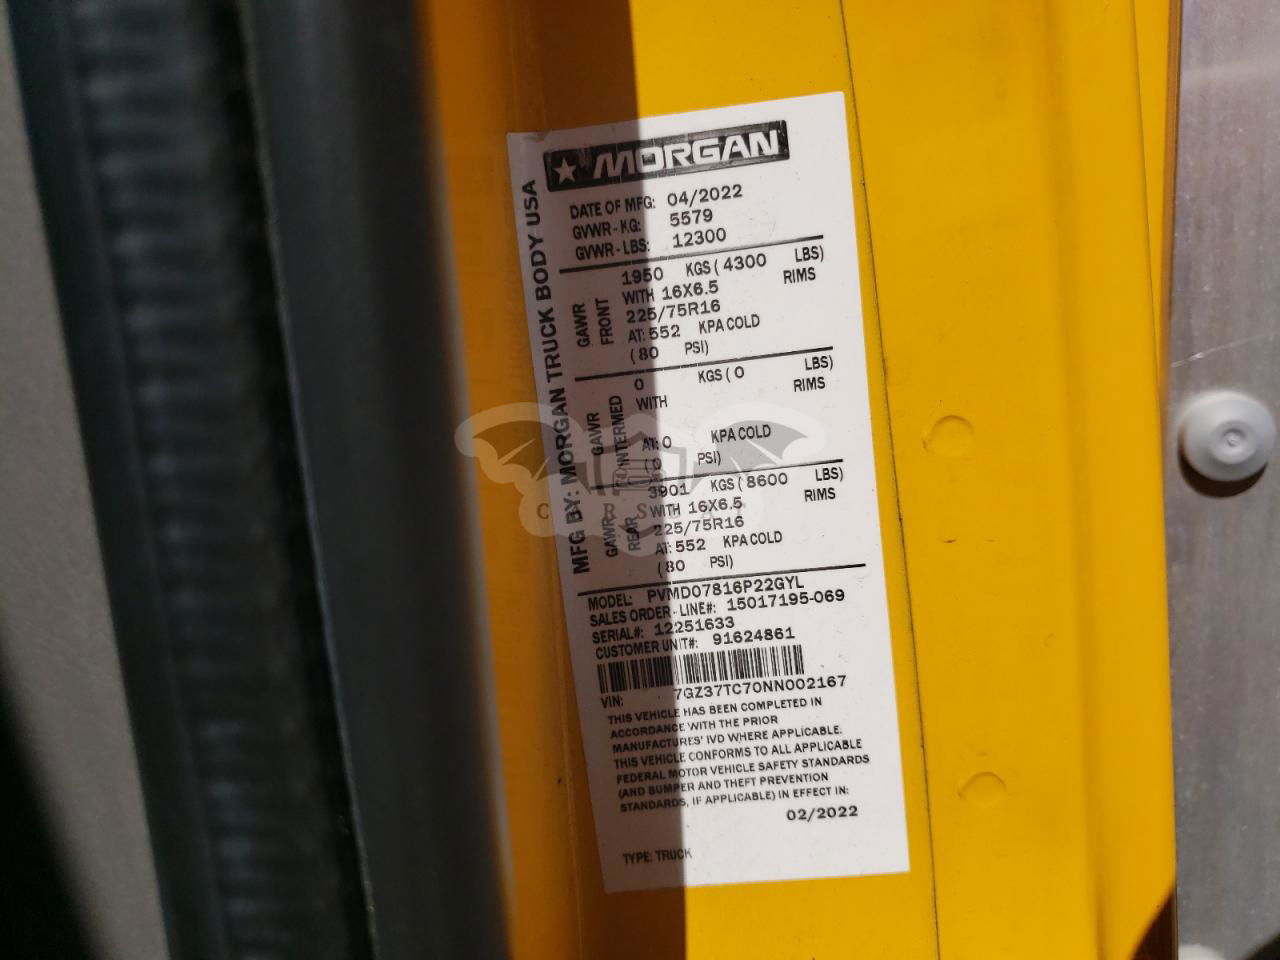 MORGAN
MFG BY: MORGAN TRUCK BODY USA
DATE OF MFG: 04/2022
GVWR - KG: 5579
GVWR - LBS: 12300
GAWR FRONT
1950 KGS ( 4300 LBS)
WITH 16X6.5 RIMS
225/75R16
AT: 552 KPA COLD
( 80 PSI)
GAWR INTERMED
0 KGS ( 0 LBS)
WITH RIMS
AT: 0 KPA COLD
(0 PSI)
GAWR REAR
3901 KGS ( 8600 LBS)
WITH 16X6.5 RIMS
225/75R16
AT: 552 KPA COLD
( 80 PSI)
MODEL: PVMD07816P22GYL
SALES ORDER - LINE#: 15017195-069
SERIAL#: 12251633
CUSTOMER UNIT#: 91624861
VIN: 7GZ37TC70NN002167
THIS VEHICLE HAS BEEN COMPLETED IN
ACCORDANCE WITH THE PRIOR
MANUFACTURES' IVD WHERE APPLICABLE.
THIS VEHICLE CONFORMS TO ALL APPLICABLE
FEDERAL MOTOR VEHICLE SAFETY STANDARDS
(AND BUMPER AND THEFT PREVENTION
STANDARDS, IF APPLICABLE) IN EFFECT IN:
02/2022
TYPE: TRUCK